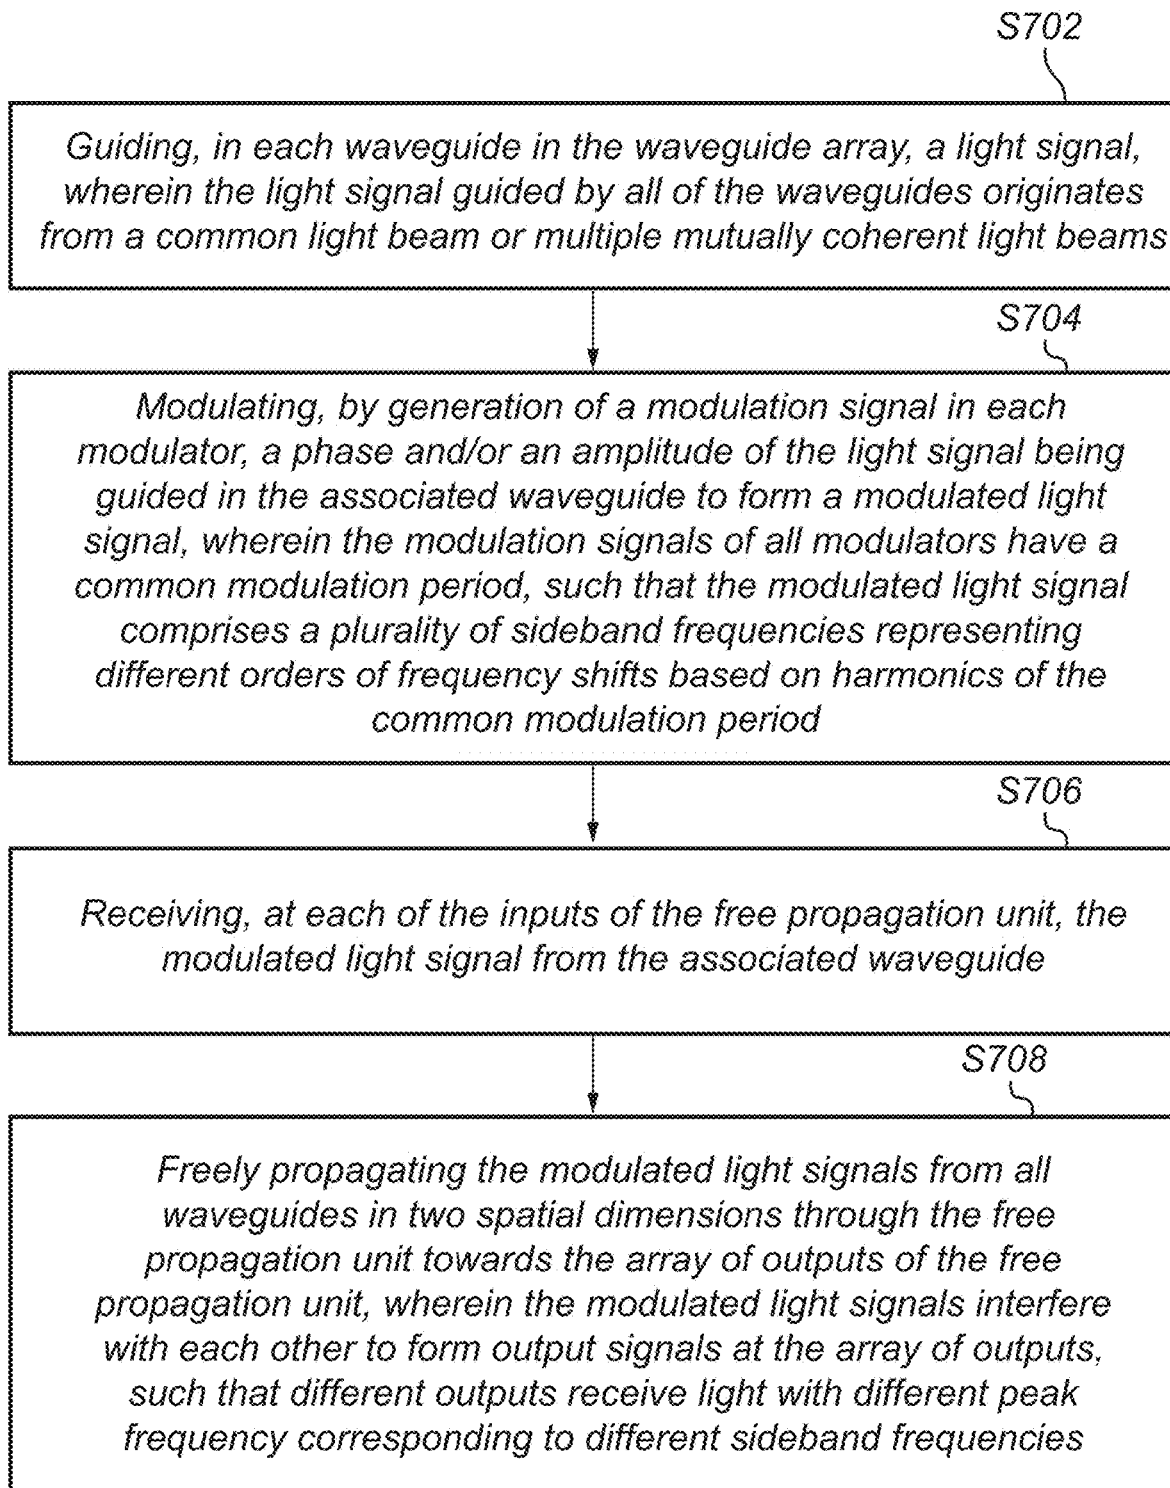 S702
Guiding, in each waveguide in the waveguide array, a light signal,
wherein the light signal guided by all of the waveguides originates
from a common light beam or multiple mutually coherent light beams
S704
Modulating, by generation of a modulation signal in each
modulator, a phase and/or an amplitude of the light signal being
guided in the associated waveguide to form a modulated light
signal, wherein the modulation signals of all modulators have a
common modulation period, such that the modulated light signal
comprises a plurality of sideband frequencies representing
different orders of frequency shifts based on harmonics of the
common modulation period
S706
Receiving, at each of the inputs of the free propagation unit, the
modulated light signal from the associated waveguide
S708
Freely propagating the modulated light signals from all
waveguides in two spatial dimensions through the free
propagation unit towards the array of outputs of the free
propagation unit, wherein the modulated light signals interfere
with each other to form output signals at the array of outputs,
such that different outputs receive light with different peak
frequency corresponding to different sideband frequencies